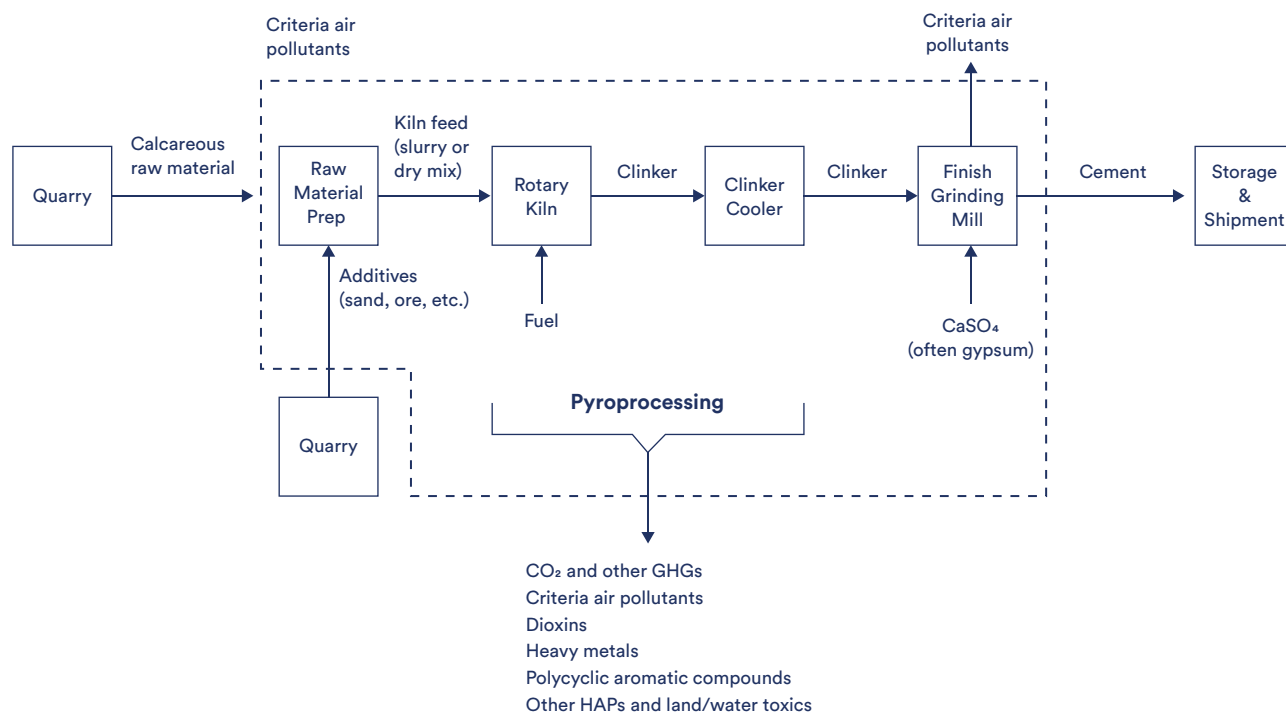 Criteria air
pollutants
Criteria air
pollutants
Quarry
Calcareous
raw material
Raw
Material
Prep
Kiln feed
(slurry or
dry mix)
Rotary
Kiln
Clinker
Clinker
Cooler
Clinker
Finish
Grinding
Mill
Cement
Storage
&
Shipment
Additives
(sand, ore, etc.)
Fuel
CaSO₄
(often gypsum)
Quarry
Pyroprocessing
CO₂ and other GHGs
Criteria air pollutants
Dioxins
Heavy metals
Polycyclic aromatic compounds
Other HAPs and land/water toxics